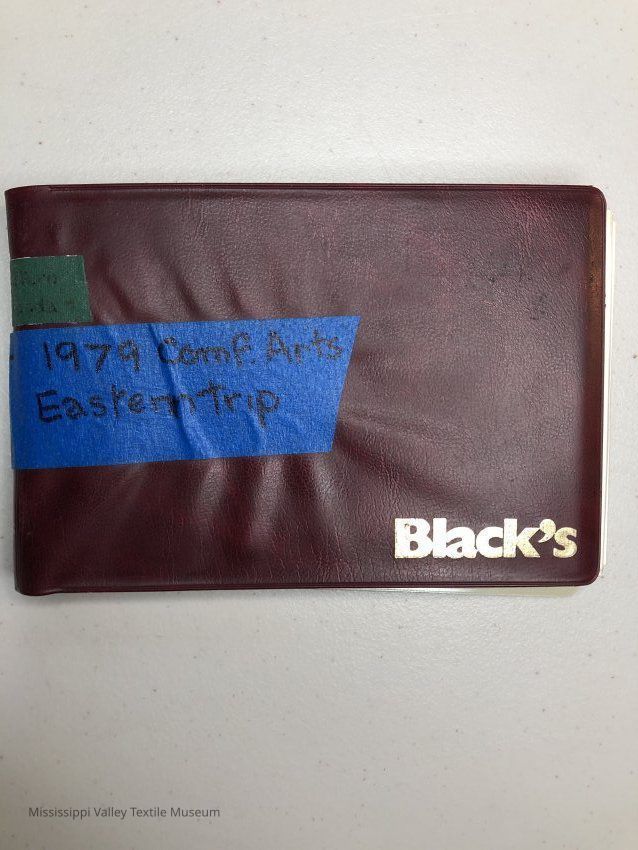 1979 Comf. Arts
Eastern Trip
Black's
Mississippi Valley Textile Museum